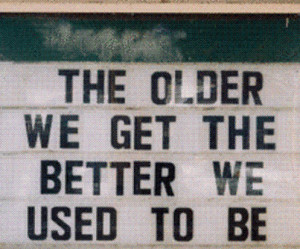 THE OLDER
WE GET THE
BETTER WE
USED TO BE